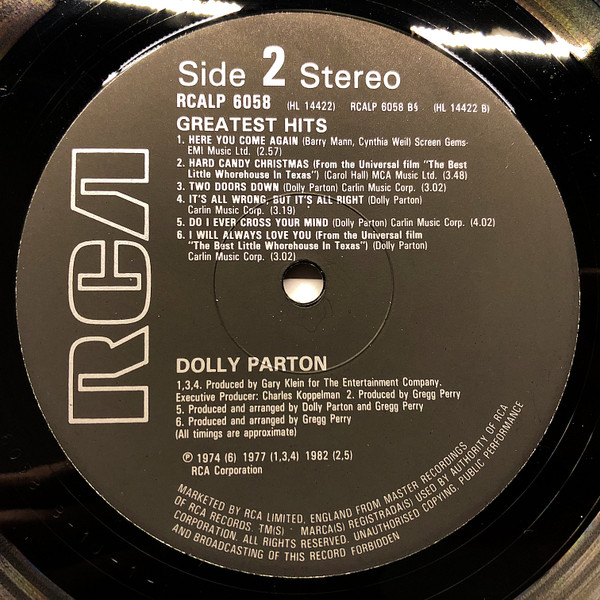 Side 2 Stereo
RCALP 6058 (HL 14422) RCALP 6058 B§ (HL 14422 B)
GREATEST HITS
1. HERE YOU COME AGAIN (Barry Mann, Cynthia Weil) Screen Gems-
EMI Music Ltd. (2.57)
2. HARD CANDY CHRISTMAS (From the Universal film "The Best
Little Whorehouse In Texas") (Carol Hall) MCA Music Ltd. (3.48)
3. TWO DOORS DOWN (Dolly Parton) Carlin Music Corp. (3.02)
4. IT'S ALL WRONG, BUT IT'S ALL RIGHT (Dolly Parton)
Carlin Music Corp. (3.19)
5. DO I EVER CROSS YOUR MIND (Dolly Parton) Carlin Music Corp. (4.02)
6. I WILL ALWAYS LOVE YOU (From the Universal film
"The Best Little Whorehouse In Texas") (Dolly Parton)
Carlin Music Corp. (3.02)
RCA
DOLLY PARTON
1,3,4. Produced by Gary Klein for The Entertainment Company.
Executive Producer: Charles Koppelman 2. Produced by Gregg Perry
5. Produced and arranged by Dolly Parton and Gregg Perry
6. Produced and arranged by Gregg Perry
(All timings are approximate)
℗ 1974 (6) 1977 (1,3,4) 1982 (2,5)
RCA Corporation
MARKETED BY RCA LIMITED, ENGLAND FROM MASTER RECORDINGS
OF RCA RECORDS. TM(S) · MARCA(S) REGISTRADA(S) USED BY AUTHORITY OF RCA
CORPORATION, ALL RIGHTS RESERVED. UNAUTHORISED COPYING, PUBLIC PERFORMANCE
AND BROADCASTING OF THIS RECORD FORBIDDEN